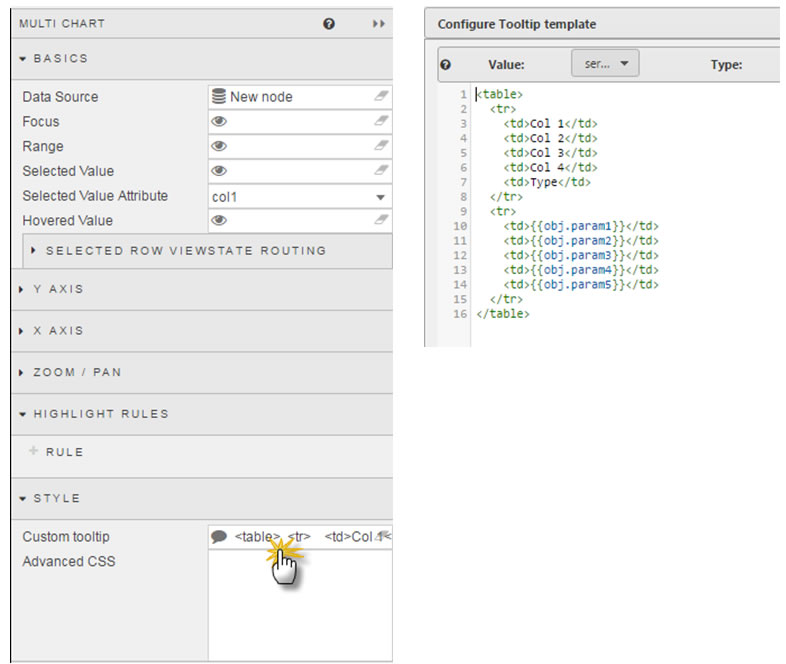 MULTI CHART
BASICS
Data Source New node
Focus
Range
Selected Value
Selected Value Attribute col1
Hovered Value
SELECTED ROW VIEWSTATE ROUTING
Y AXIS
X AXIS
ZOOM / PAN
HIGHLIGHT RULES
+ RULE
STYLE
Custom tooltip <table> <tr> <td>Col 1<
Advanced CSS
Configure Tooltip template
Value: ser... Type:
1 <table>
2 <tr>
3 <td>Col 1</td>
4 <td>Col 2</td>
5 <td>Col 3</td>
6 <td>Col 4</td>
7 <td>Type</td>
8 </tr>
9 <tr>
10 <td>{{obj.param1}}</td>
11 <td>{{obj.param2}}</td>
12 <td>{{obj.param3}}</td>
13 <td>{{obj.param4}}</td>
14 <td>{{obj.param5}}</td>
15 </tr>
16 </table>